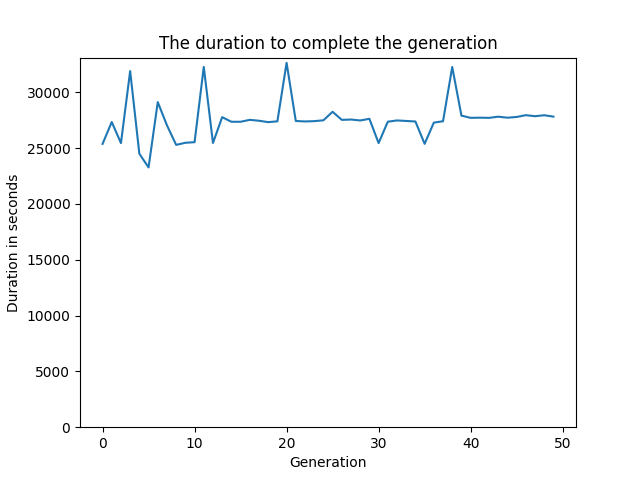 The duration to complete the generation
30000
25000
20000
15000
10000
5000
0
Duration in seconds
0 10 20 30 40 50
Generation